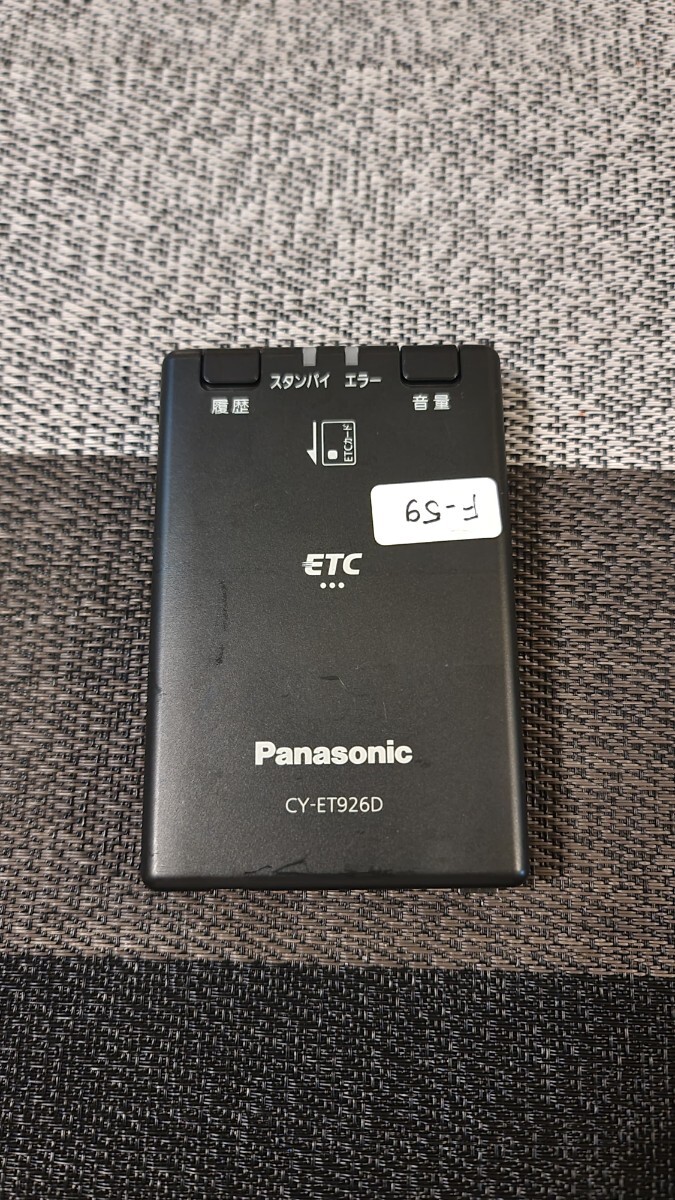 スタンバイ エラー
履歴 音量
ETCカード
F-59
ETC
Panasonic
CY-ET926D